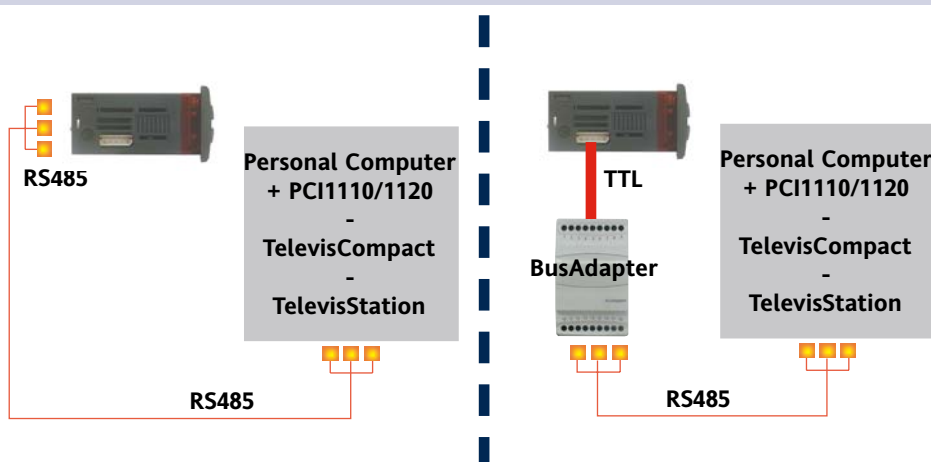 RS485
Personal Computer
+ PCI1110/1120
-
TelevisCompact
-
TelevisStation
RS485
TTL
BusAdapter
Personal Computer
+ PCI1110/1120
-
TelevisCompact
-
TelevisStation
RS485